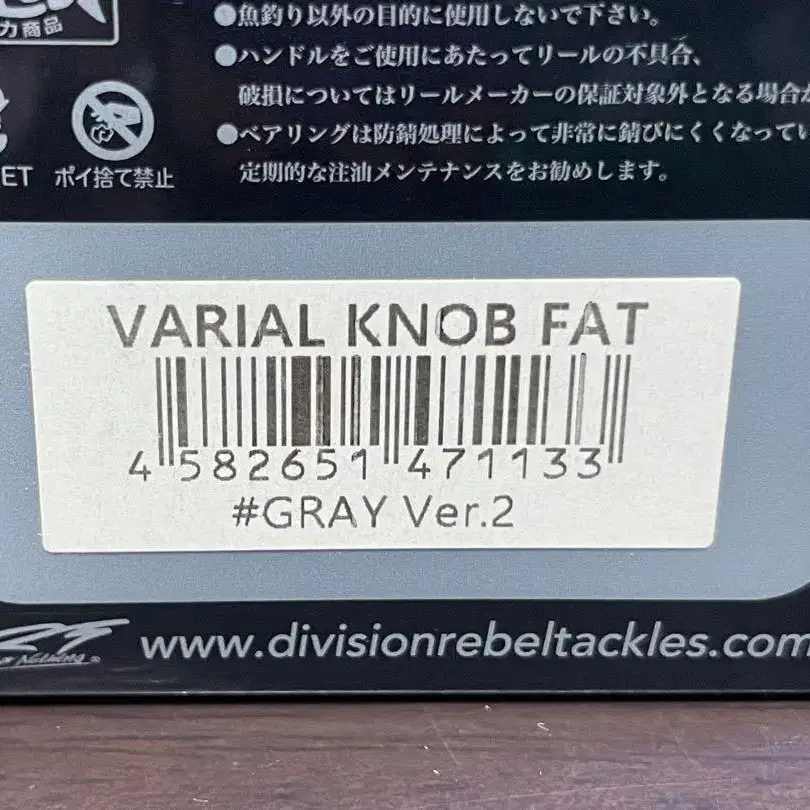 力商品
●魚釣り以外の目的に使用しないで下さい。
●ハンドルをご使用にあたってリールの不具合、
破損についてはリールメーカーの保証対象外となる場合が
●ベアリングは防錆処理によって非常に錆びにくくなってい
定期的な注油メンテナンスをお勧めします。
ET
ポイ捨て禁止
VARIAL KNOB FAT
4 582651 471133
#GRAY Ver.2
www.divisionrebeltackles.com